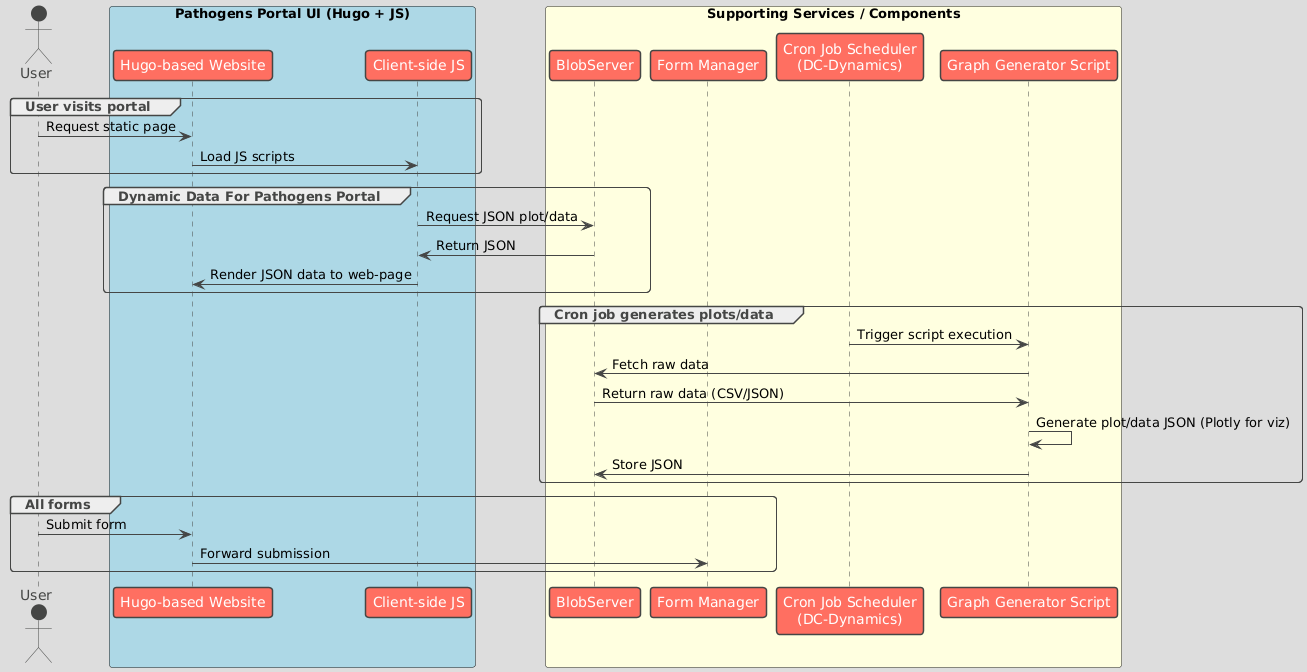 Pathogens Portal UI (Hugo + JS)
Supporting Services / Components
User
Hugo-based Website
Client-side JS
BlobServer
Form Manager
Cron Job Scheduler
(DC-Dynamics)
Graph Generator Script
User visits portal
Request static page
Load JS scripts
Dynamic Data For Pathogens Portal
Request JSON plot/data
Return JSON
Render JSON data to web-page
Cron job generates plots/data
Trigger script execution
Fetch raw data
Return raw data (CSV/JSON)
Generate plot/data JSON (Plotly for viz)
Store JSON
All forms
Submit form
Forward submission
User
Hugo-based Website
Client-side JS
BlobServer
Form Manager
Cron Job Scheduler
(DC-Dynamics)
Graph Generator Script